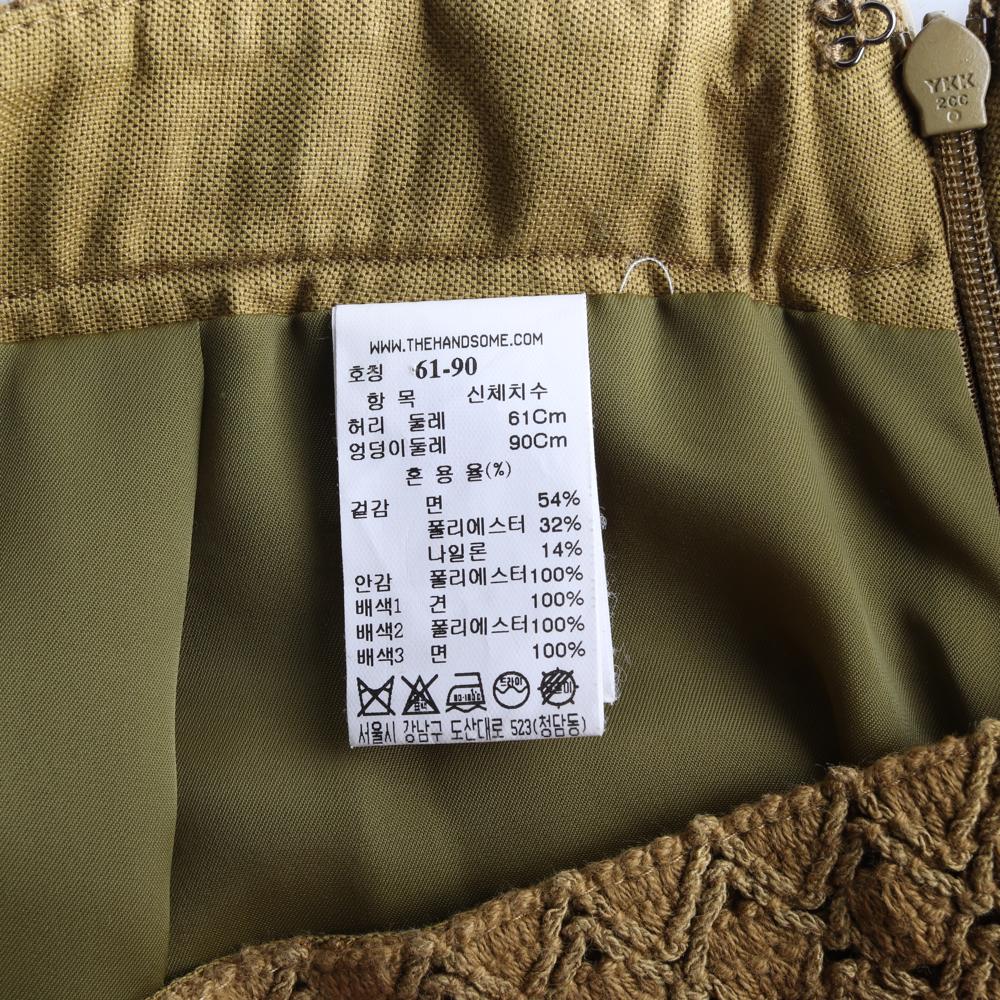 YKK
2CC
WWW.THEHANDSOME.COM
호칭 61-90
항 목 신체치수
허리 둘레 61Cm
엉덩이둘레 90Cm
혼 용 율(%)
겉감 면 54%
폴리에스터 32%
나일론 14%
안감 폴리에스터100%
배색1 견 100%
배색2 폴리에스터100%
배색3 면 100%
드라이
서울시 강남구 도산대로 523(청담동)